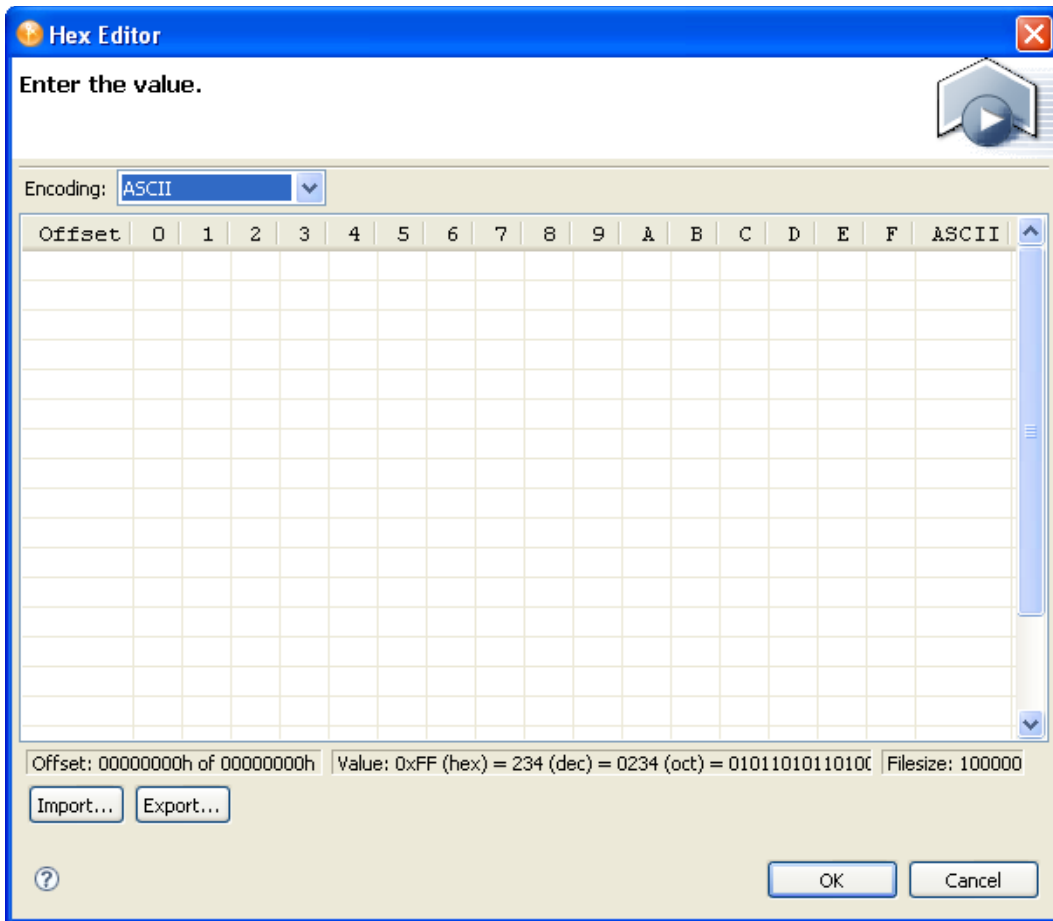 Hex Editor
Enter the value.
Encoding: ASCII
Offset 0 1 2 3 4 5 6 7 8 9 A B C D E F ASCII
Offset: 00000000h of 00000000h Value: 0xFF (hex) = 234 (dec) = 0234 (oct) = 0101101011010( Filesize: 100000
Import... Export...
? OK Cancel